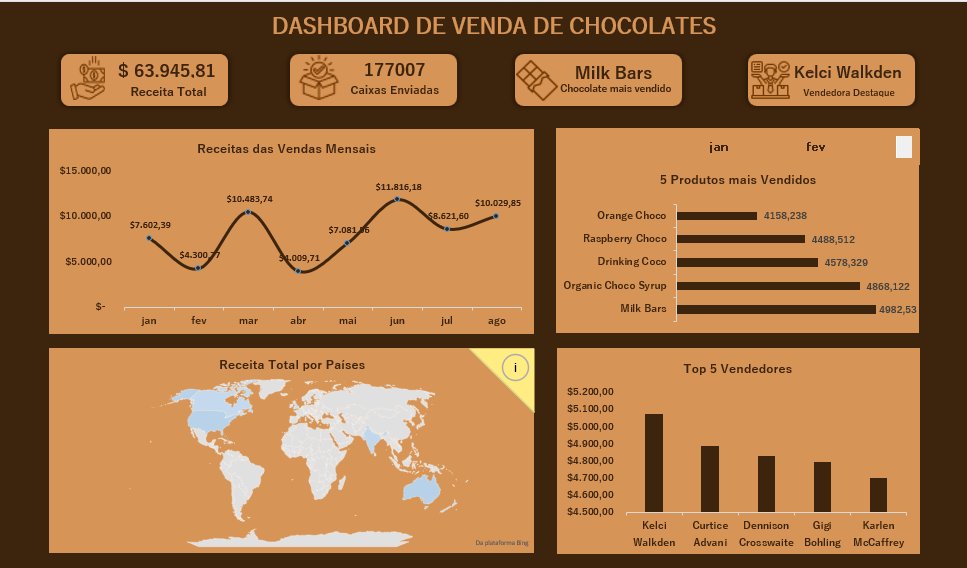 DASHBOARD DE VENDA DE CHOCOLATES
$ 63.945,81
Receita Total
177007
Caixas Enviadas
Milk Bars
Chocolate mais vendido
Kelci Walkden
Vendedora Destaque
Receitas das Vendas Mensais
$15.000,00
$10.000,00
$5.000,00
$-
$7.602,39
$4.300,77
$10.483,74
$4.009,71
$7.081,56
$11.816,18
$8.621,60
$10.029,85
jan fev mar abr mai jun jul ago
jan fev
5 Produtos mais Vendidos
Orange Choco 4158,238
Raspberry Choco 4488,512
Drinking Coco 4578,329
Organic Choco Syrup 4868,122
Milk Bars 4982,53
Receita Total por Países
i
Da plataforma Bing
Top 5 Vendedores
$5.200,00
$5.100,00
$5.000,00
$4.900,00
$4.800,00
$4.700,00
$4.600,00
$4.500,00
Kelci Curtice Dennison Gigi Karlen
Walkden Advani Crosswaite Bohling McCaffrey